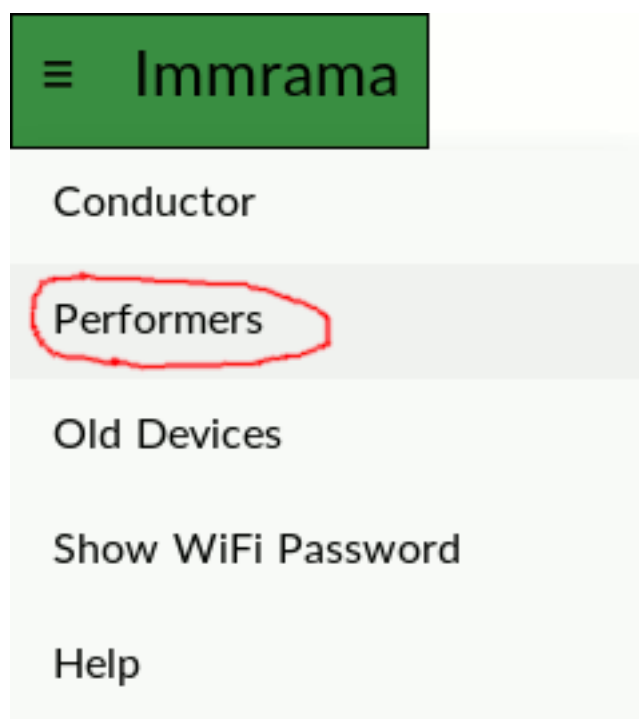 ≡ Immrama
Conductor
Performers
Old Devices
Show WiFi Password
Help